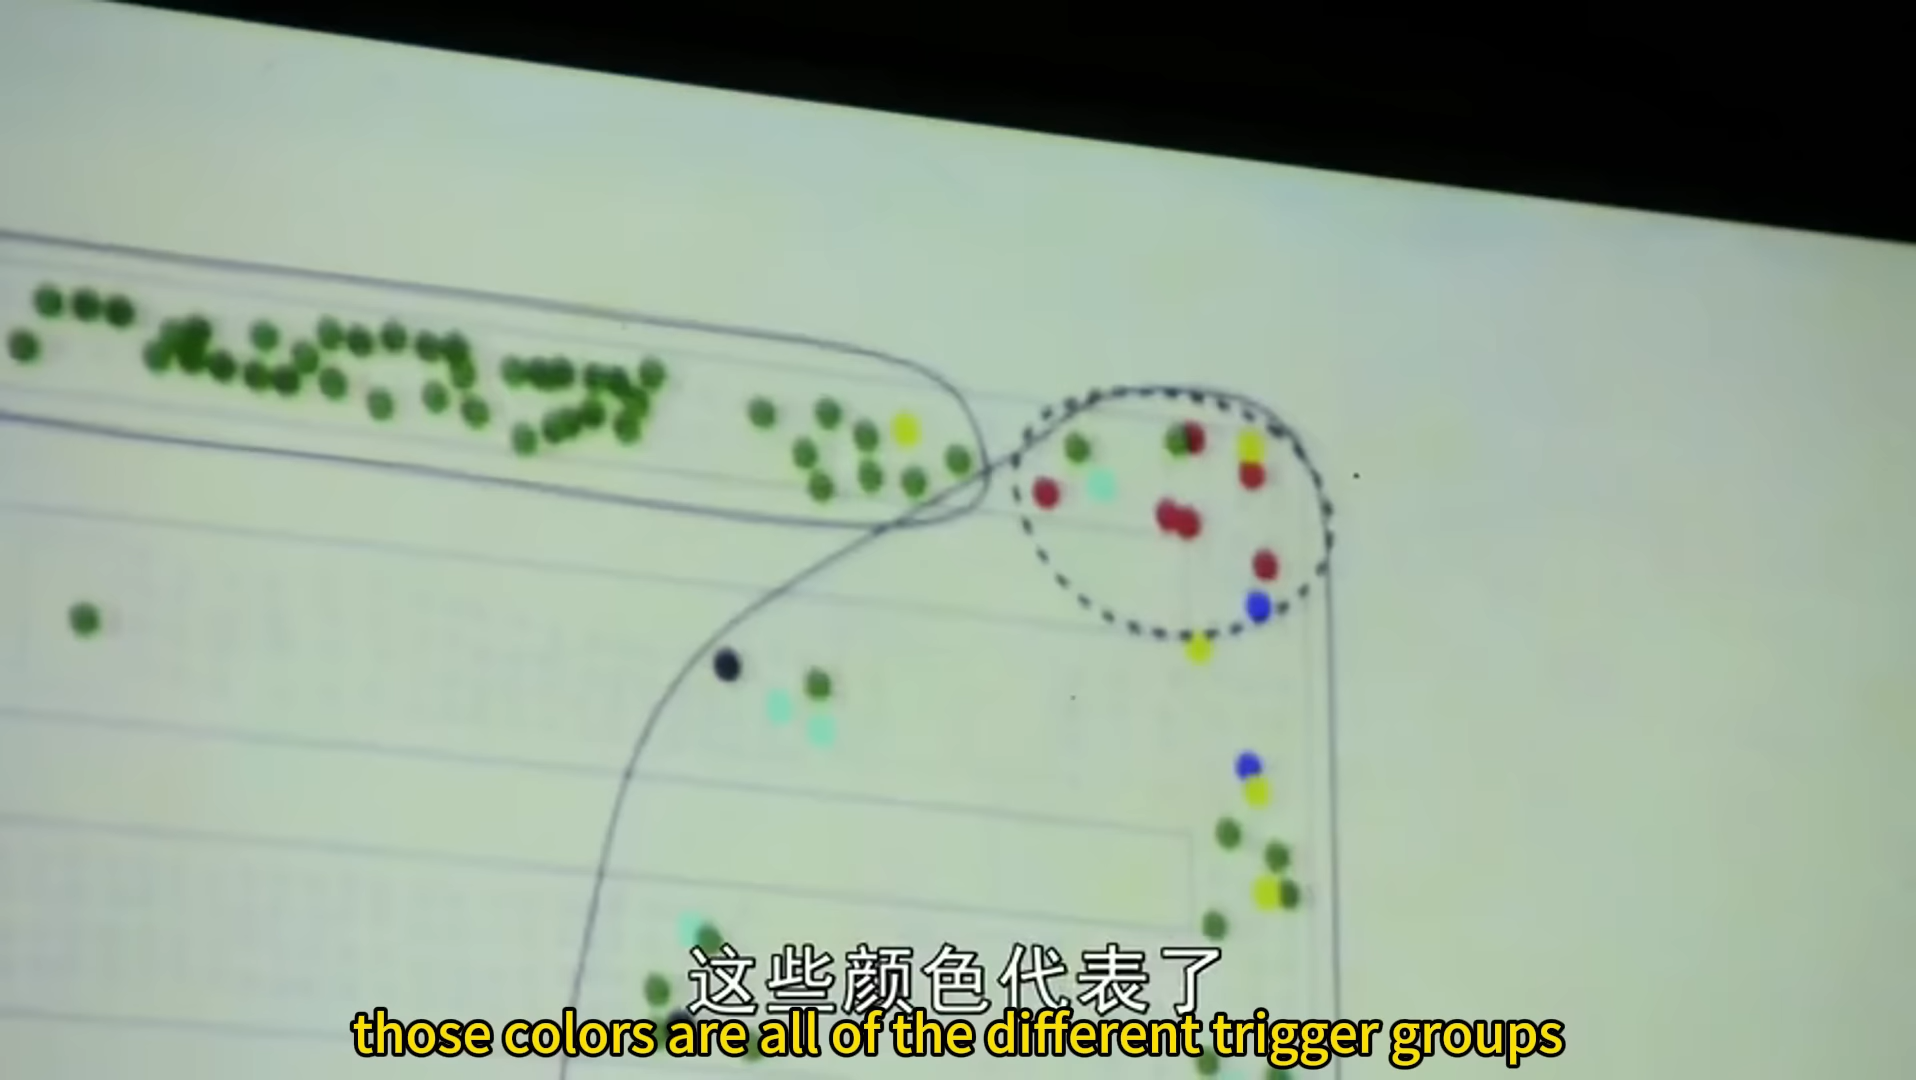 这些颜色代表了
those colors are all of the different trigger groups